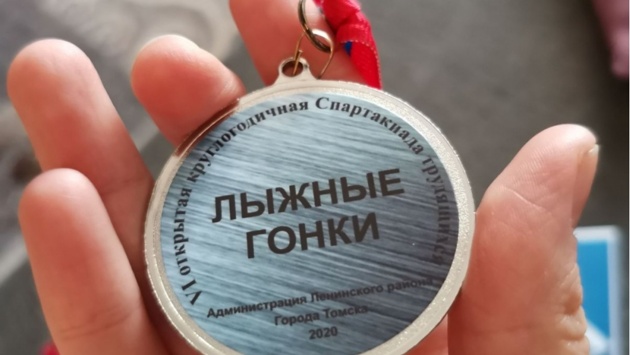 VI открытая круглогодичная Спартакиада трудящихся
ЛЫЖНЫЕ
ГОНКИ
Администрация Ленинского района
Города Томска
2020